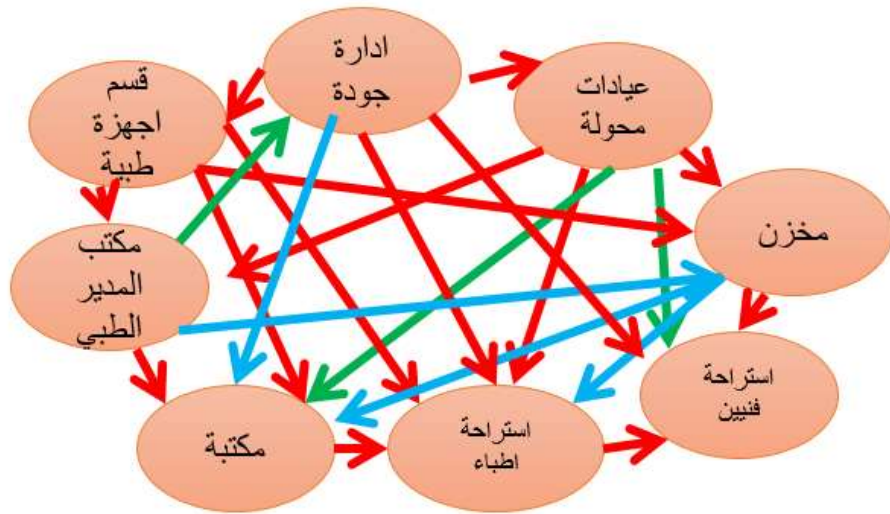 ادارة
جودة
عيادات
محولة
قسم
اجهزة
طبية
مخزن
مكتب
المدير
الطبي
استراحة
فنيين
استراحة
اطباء
مكتبة